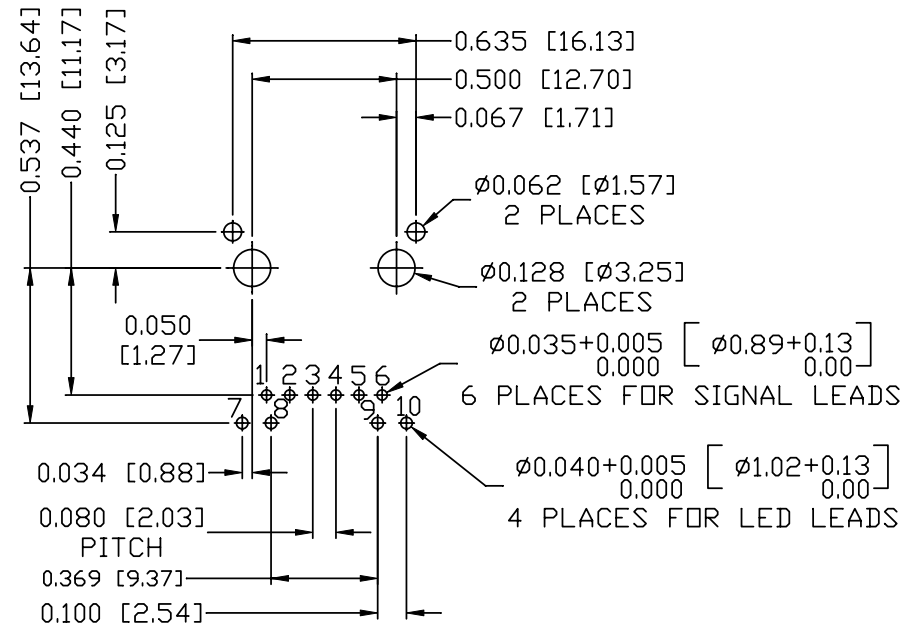 0.537 [13.64]
0.440 [11.17]
0.125 [3.17]
0.635 [16.13]
0.500 [12.70]
0.067 [1.71]
Ø0.062 [Ø1.57]
2 PLACES
Ø0.128 [Ø3.25]
2 PLACES
0.050
[1.27]
Ø0.035+0.005 [Ø0.89+0.13]
0.000 0.00
6 PLACES FOR SIGNAL LEADS
1 2 3 4 5 6
7 8 9 10
Ø0.040+0.005 [Ø1.02+0.13]
0.000 0.00
4 PLACES FOR LED LEADS
0.034 [0.88]
0.080 [2.03]
PITCH
0.369 [9.37]
0.100 [2.54]